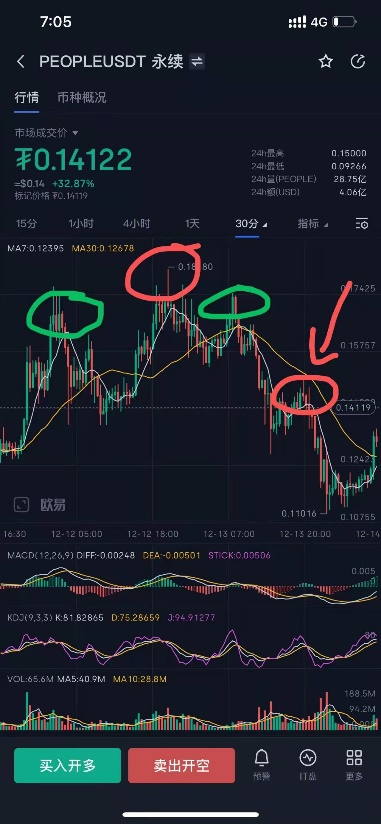 7:05 4G
PEOPLEUSDT 永续
行情 币种概况
市场成交价
₮0.14122
≈$0.14 +32.87%
标记价格 ₮0.14119
24h最高 0.15000
24h最低 0.09266
24h量(PEOPLE) 28.75亿
24h额(USD) 4.06亿
15分 1小时 4小时 1天 30分 指标
MA7:0.12395 MA30:0.12678
0.17425
0.15757
0.14119
0.12427
0.11016
0.10755
欧易
16:30 12-12 05:00 12-12 18:00 12-13 07:00 12-13 20:00 12-14
MACD(12,26,9) DIFF:-0.00248 DEA:-0.00501 STICK:0.00506
0.005
KDJ(9,3,3) K:81.82865 D:75.28659 J:94.91277
80
VOL:65.6M MA5:40.9M MA10:28.8M
188.5M
94.2M
买入开多 卖出开空 预警 盯盘 更多